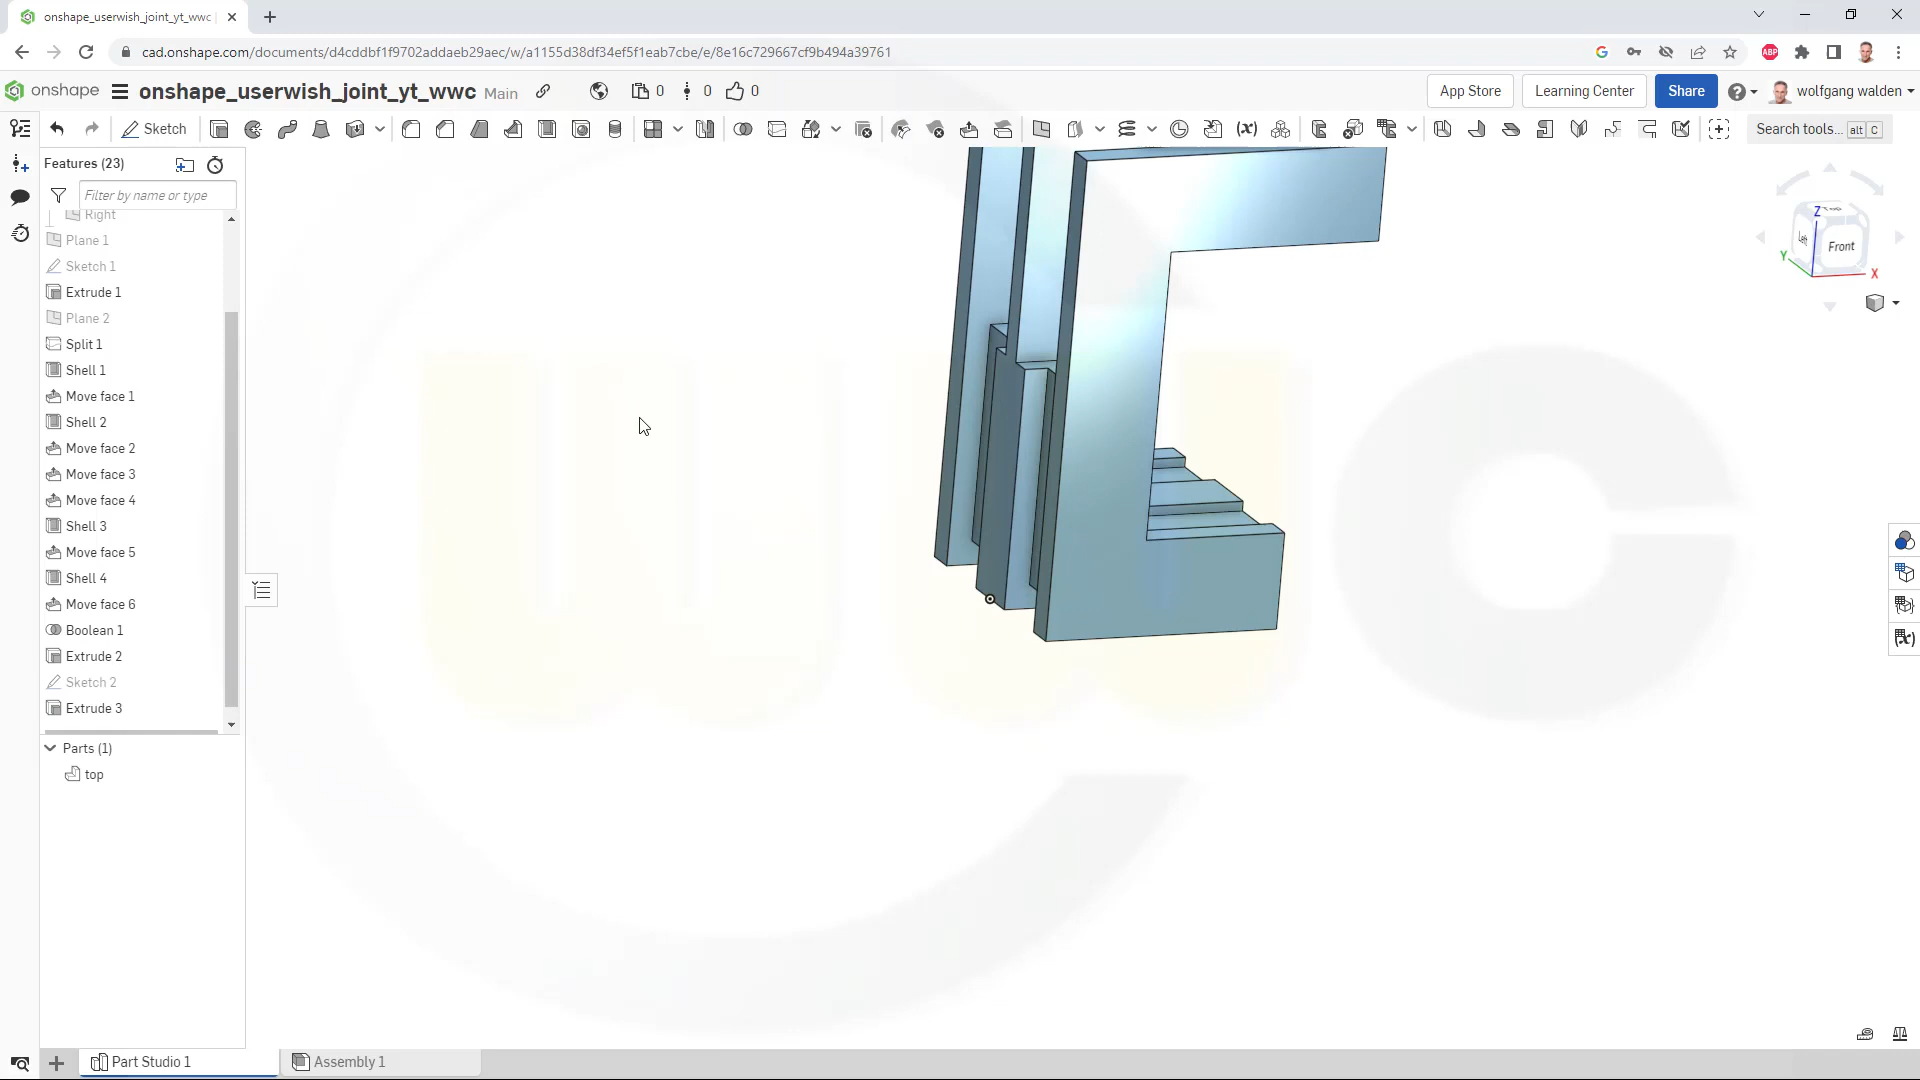 onshape_userwish_joint_yt_wwc
cad.onshape.com/documents/d4cddbf1f9702addaeb29aec/w/a1155d38df34ef5f1eab7cbe/e/8e16c729667cf9b494a39761
onshape onshape_userwish_joint_yt_wwc Main 0 0 0 App Store Learning Center Share wolfgang walden
Sketch Search tools... alt C
Features (23)
Filter by name or type
Right
Plane 1
Sketch 1
Extrude 1
Plane 2
Split 1
Shell 1
Move face 1
Shell 2
Move face 2
Move face 3
Move face 4
Shell 3
Move face 5
Shell 4
Move face 6
Boolean 1
Extrude 2
Sketch 2
Extrude 3
Parts (1)
top
Z Top
Left Front
Y X
wwc
Part Studio 1 Assembly 1